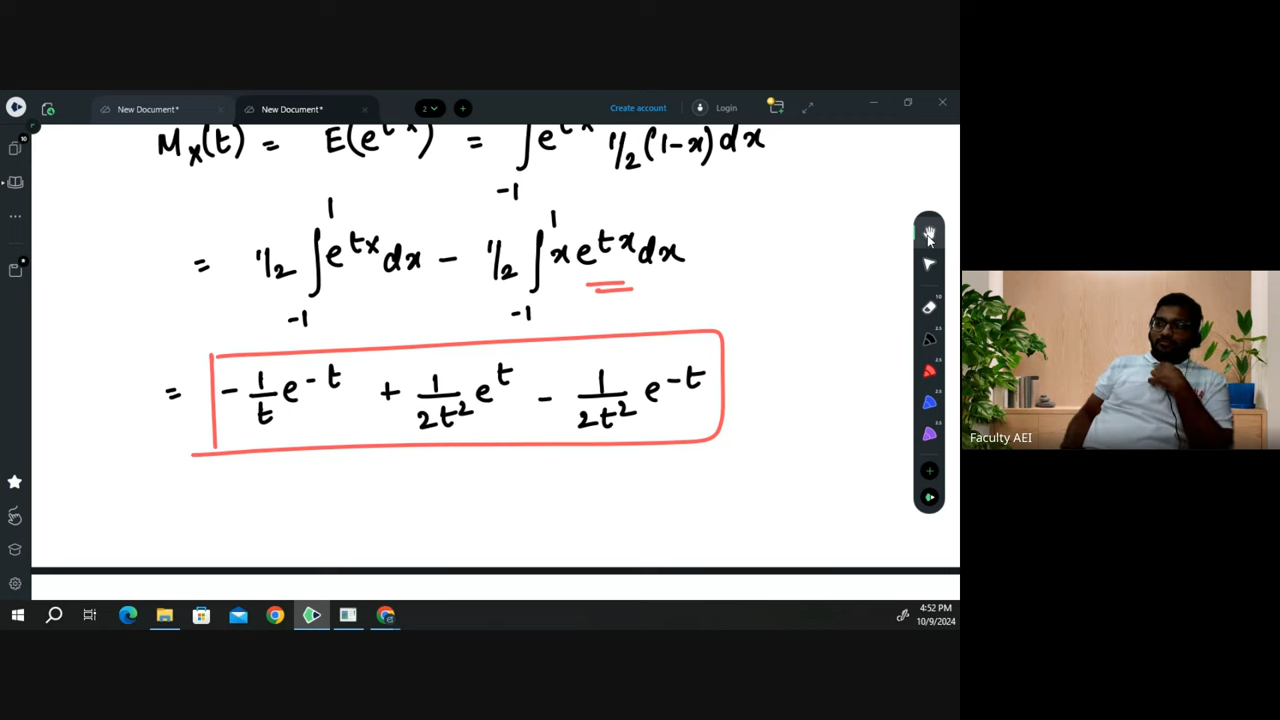 New Document* New Document* 2 Create account Login
Mₓ(t) = E(e^{tx}) = ∫_{-1} e^{tx} 1/2 (1-x) dx
= 1/2 ∫_{-1}^{1} e^{tx} dx - 1/2 ∫_{-1}^{1} x e^{tx} dx
= - 1/t e^{-t} + 1/2t² e^{t} - 1/2t² e^{-t}
Faculty AEI
4:52 PM
10/9/2024